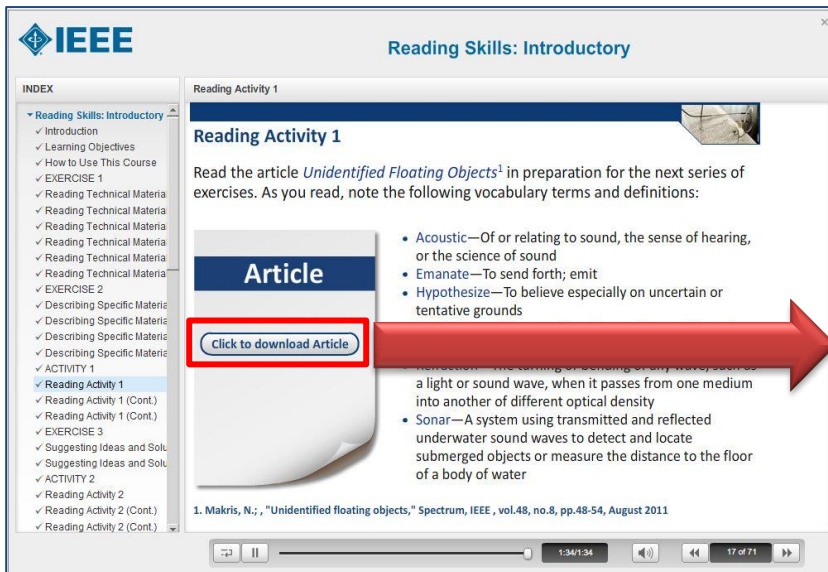 IEEE
Reading Skills: Introductory
INDEX
Reading Activity 1
Reading Skills: Introductory
✓ Introduction
✓ Learning Objectives
✓ How to Use This Course
✓ EXERCISE 1
✓ Reading Technical Materia
✓ Reading Technical Materia
✓ Reading Technical Materia
✓ Reading Technical Materia
✓ Reading Technical Materia
✓ Reading Technical Materia
✓ EXERCISE 2
✓ Describing Specific Materia
✓ Describing Specific Materia
✓ Describing Specific Materia
✓ Describing Specific Materia
✓ ACTIVITY 1
✓ Reading Activity 1
✓ Reading Activity 1 (Cont.)
✓ Reading Activity 1 (Cont.)
✓ EXERCISE 3
✓ Suggesting Ideas and Solu
✓ Suggesting Ideas and Solu
✓ ACTIVITY 2
✓ Reading Activity 2
✓ Reading Activity 2 (Cont.)
✓ Reading Activity 2 (Cont.)
Reading Activity 1
Read the article Unidentified Floating Objects¹ in preparation for the next series of
exercises. As you read, note the following vocabulary terms and definitions:
Article
Click to download Article
• Acoustic—Of or relating to sound, the sense of hearing,
or the science of sound
• Emanate—To send forth; emit
• Hypothesize—To believe especially on uncertain or
tentative grounds
• Refraction—The turning or bending of any wave, such as
a light or sound wave, when it passes from one medium
into another of different optical density
• Sonar—A system using transmitted and reflected
underwater sound waves to detect and locate
submerged objects or measure the distance to the floor
of a body of water
1. Makris, N.; , "Unidentified floating objects," Spectrum, IEEE , vol.48, no.8, pp.48-54, August 2011
1:34/1:34
17 of 71